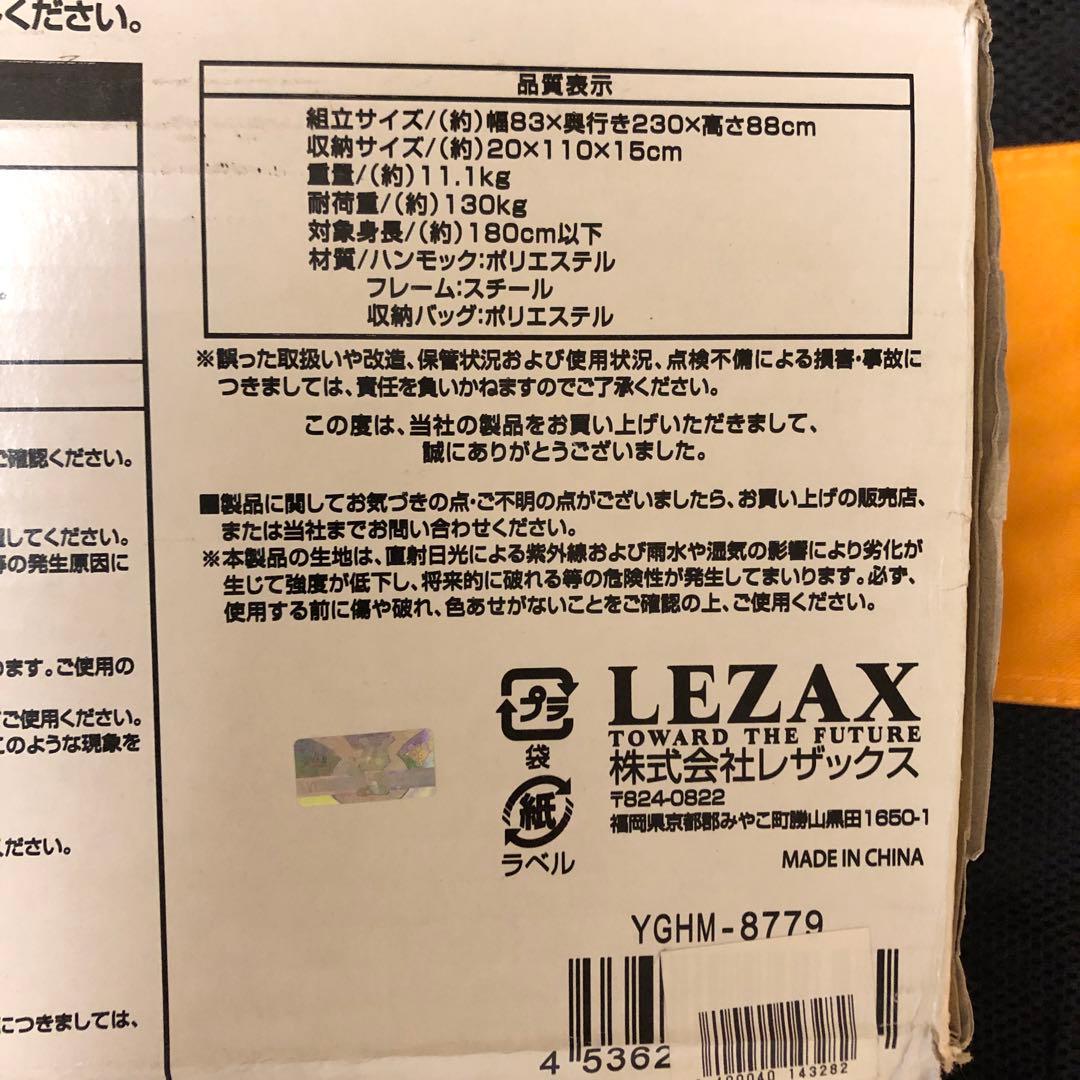 ください。
ご確認ください。
してください。
等の発生原因に
ります。ご使用の
ご使用ください。
このような現象を
ください。
につきましては、
品質表示
組立サイズ/(約)幅83×奥行き230×高さ88cm
収納サイズ/(約)20×110×15cm
重量/(約)11.1kg
耐荷重/(約)130kg
対象身長/(約)180cm以下
材質/ハンモック:ポリエステル
フレーム:スチール
収納バッグ:ポリエステル
※誤った取扱いや改造、保管状況および使用状況、点検不備による損害・事故に
つきましては、責任を負いかねますのでご了承ください。
この度は、当社の製品をお買い上げいただきまして、
誠にありがとうございました。
■製品に関してお気づきの点・ご不明の点がございましたら、お買い上げの販売店、
または当社までお問い合わせください。
※本製品の生地は、直射日光による紫外線および雨水や湿気の影響により劣化が
生じて強度が低下し、将来的に破れる等の危険性が発生してまいります。必ず、
使用する前に傷や破れ、色あせがないことをご確認の上、ご使用ください。
プラ
袋
紙
ラベル
LEZAX
TOWARD THE FUTURE
株式会社レザックス
〒824-0822
福岡県京都郡みやこ町勝山黒田1650-1
MADE IN CHINA
YGHM-8779
4 5362
400040 143282